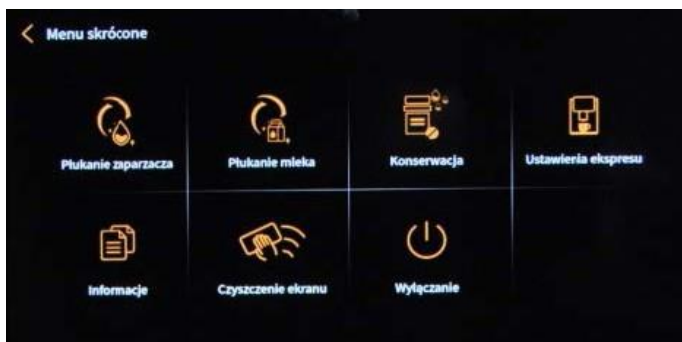 Menu skrócone
Płukanie zaparzacza
Płukanie mleka
Konserwacja
Ustawienia ekspresu
Informacje
Czyszczenie ekranu
Wyłączanie